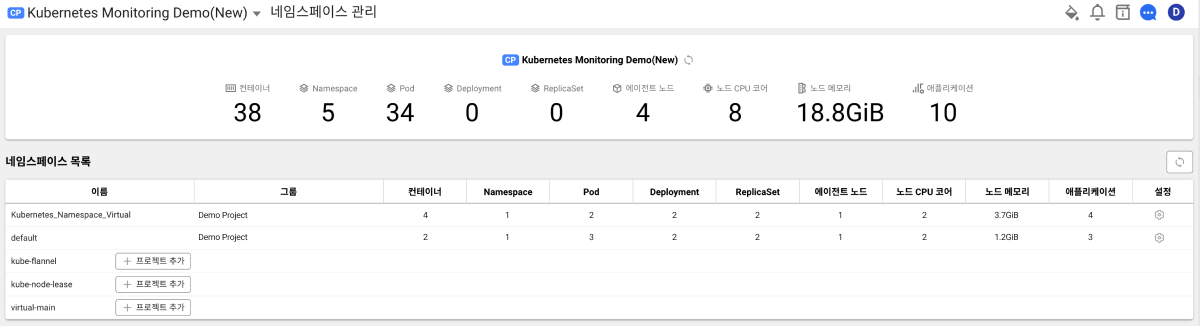 CP Kubernetes Monitoring Demo(New) 네임스페이스 관리 D
CP Kubernetes Monitoring Demo(New)
컨테이너 Namespace Pod Deployment ReplicaSet 에이전트 노드 노드 CPU 코어 노드 메모리 애플리케이션
38 5 34 0 0 4 8 18.8GiB 10
네임스페이스 목록
이름 그룹 컨테이너 Namespace Pod Deployment ReplicaSet 에이전트 노드 노드 CPU 코어 노드 메모리 애플리케이션 설정
Kubernetes_Namespace_Virtual Demo Project 4 1 2 2 2 1 2 3.7GiB 4
default Demo Project 2 1 3 2 2 1 2 1.2GiB 3
kube-flannel + 프로젝트 추가
kube-node-lease + 프로젝트 추가
virtual-main + 프로젝트 추가